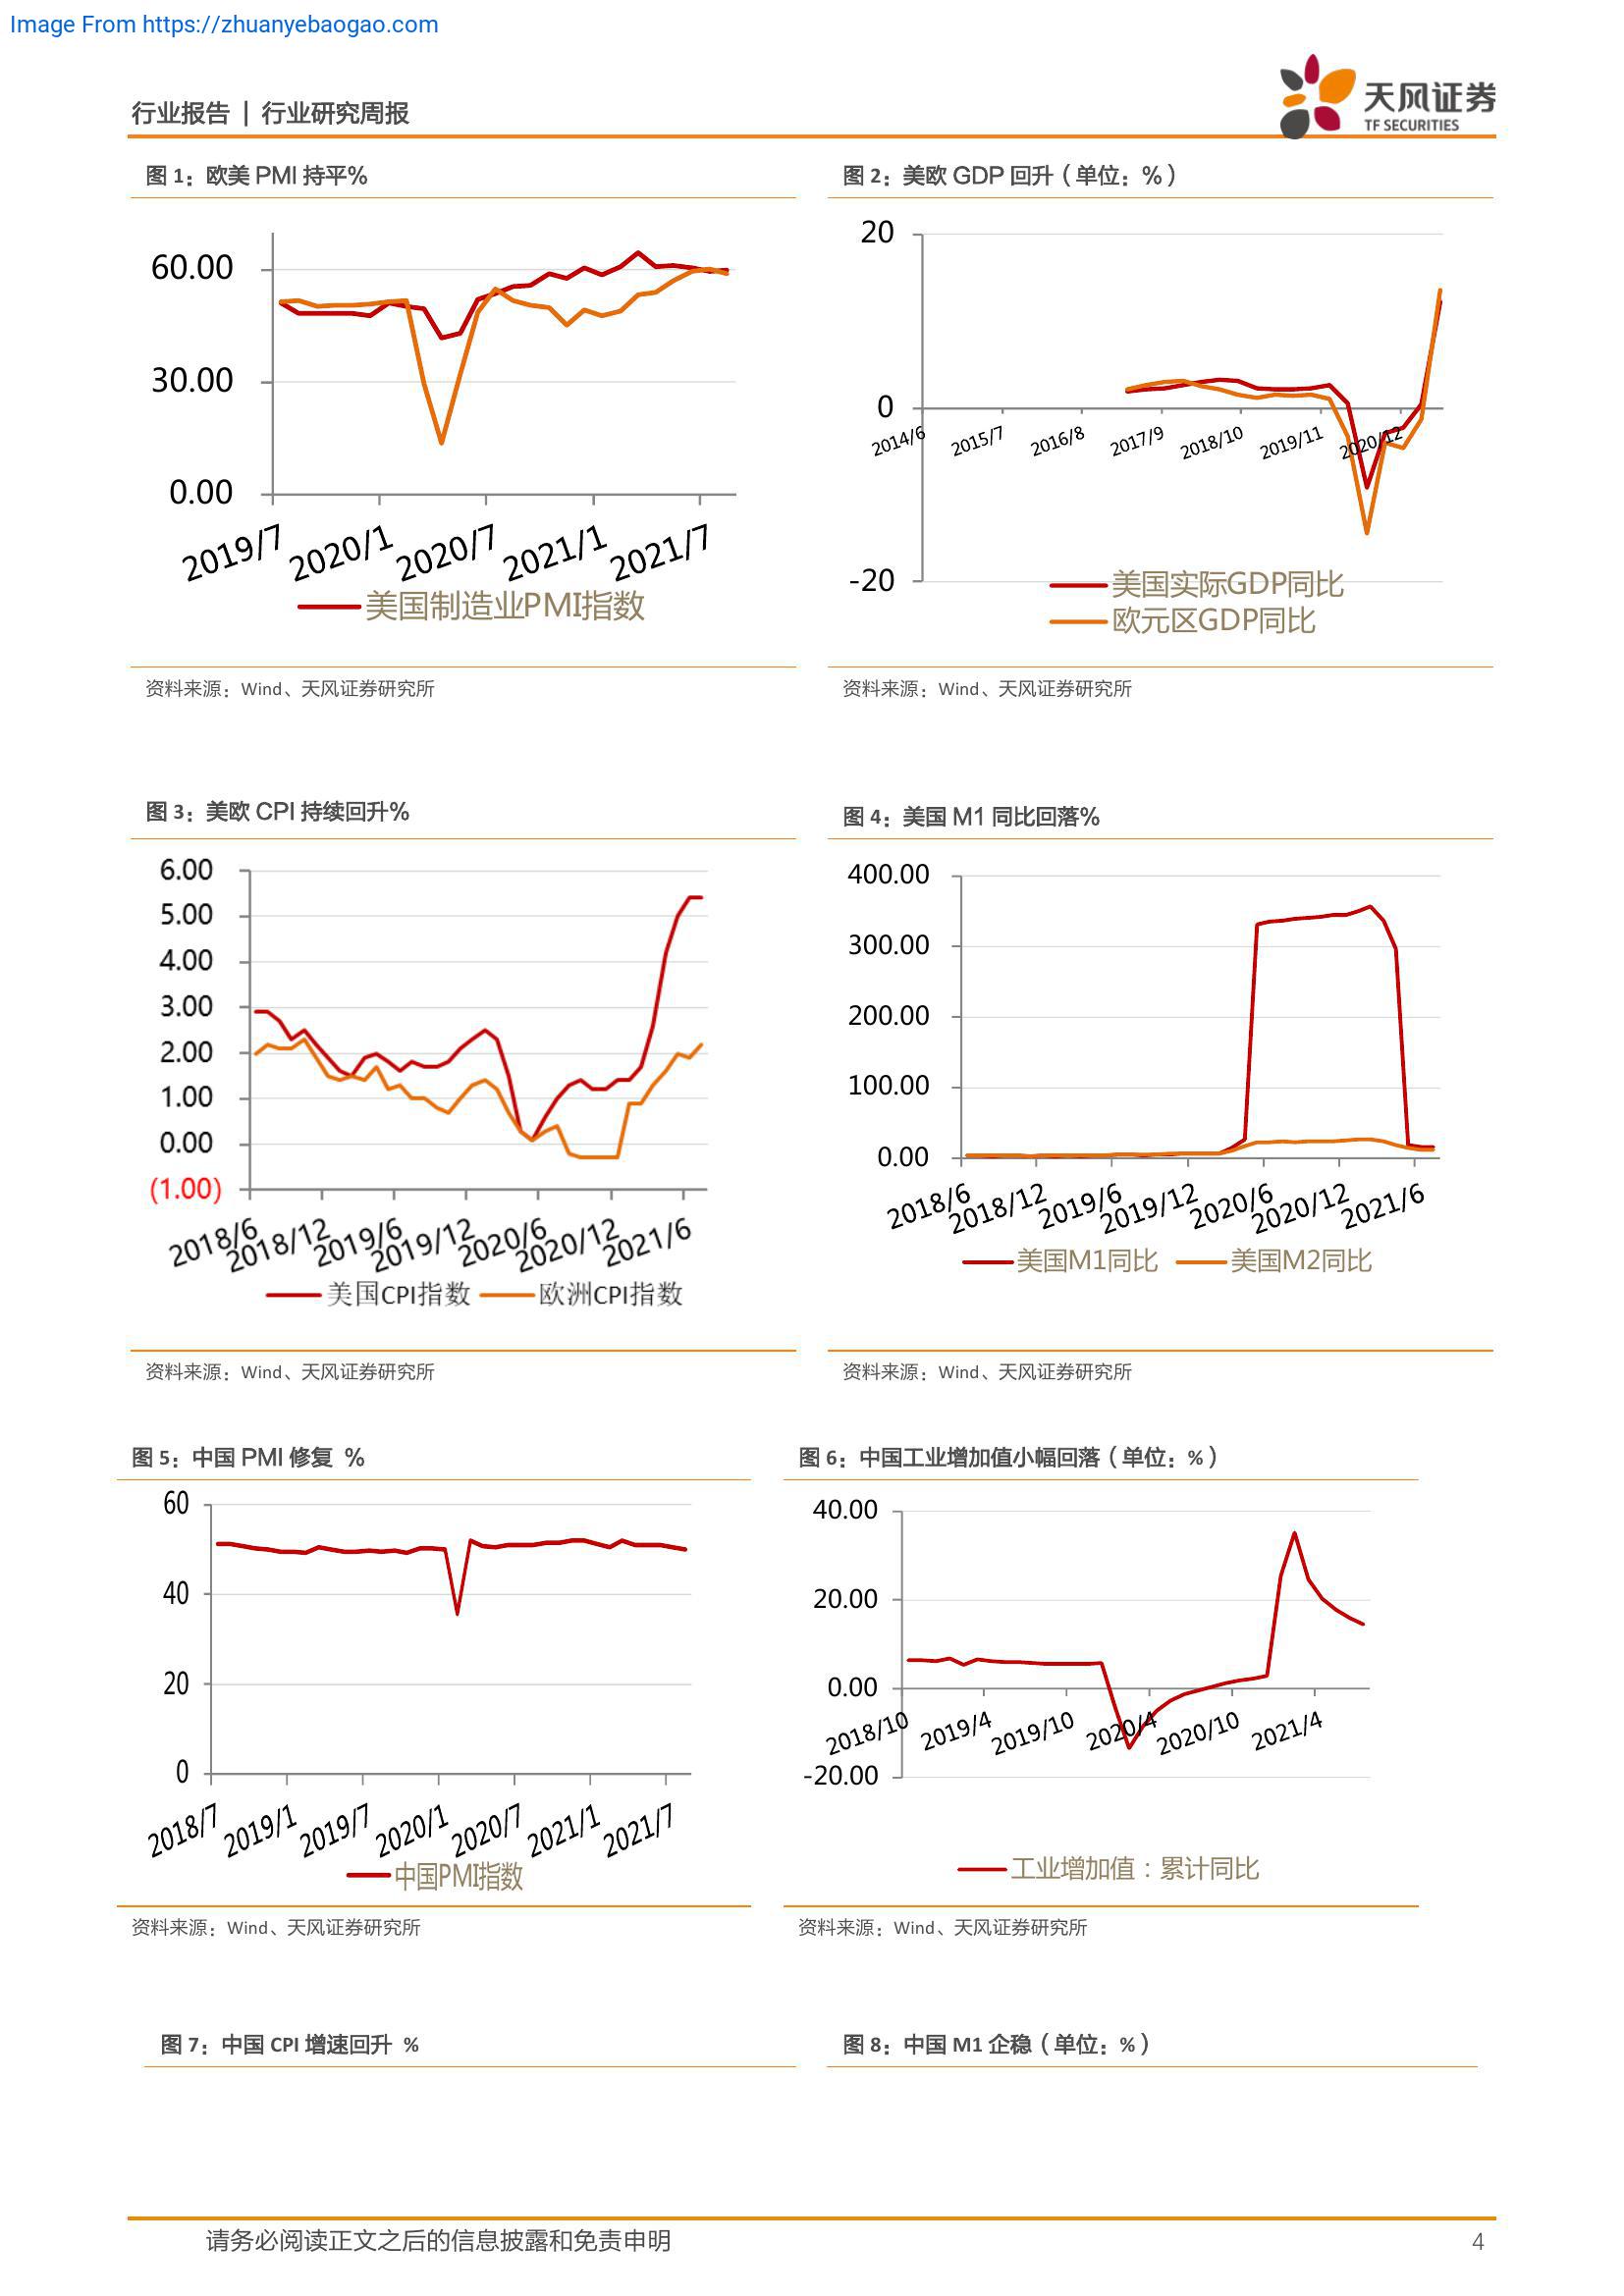 Image From https://zhuanyebaogao.com
行业报告 | 行业研究周报
天风证券
TF SECURITIES
图 1：欧美 PMI 持平%
图 2：美欧 GDP 回升（单位：%）
60.00
30.00
0.00
2019/7
2020/1
2020/7
2021/1
2021/7
美国制造业PMI指数
20
0
-20
2014/6
2015/7
2016/8
2017/9
2018/10
2019/11
2020/12
美国实际GDP同比
欧元区GDP同比
资料来源：Wind、天风证券研究所
资料来源：Wind、天风证券研究所
图 3：美欧 CPI 持续回升%
图 4：美国 M1 同比回落%
6.00
5.00
4.00
3.00
2.00
1.00
0.00
(1.00)
2018/6
2018/12
2019/6
2019/12
2020/6
2020/12
2021/6
美国CPI指数
欧洲CPI指数
400.00
300.00
200.00
100.00
0.00
2018/6
2018/12
2019/6
2019/12
2020/6
2020/12
2021/6
美国M1同比
美国M2同比
资料来源：Wind、天风证券研究所
资料来源：Wind、天风证券研究所
图 5：中国 PMI 修复 %
图 6：中国工业增加值小幅回落（单位：%）
60
40
20
0
2018/7
2019/1
2019/7
2020/1
2020/7
2021/1
2021/7
中国PMI指数
40.00
20.00
0.00
-20.00
2018/10
2019/4
2019/10
2020/4
2020/10
2021/4
工业增加值：累计同比
资料来源：Wind、天风证券研究所
资料来源：Wind、天风证券研究所
图 7：中国 CPI 增速回升 %
图 8：中国 M1 企稳（单位：%）
请务必阅读正文之后的信息披露和免责申明
4